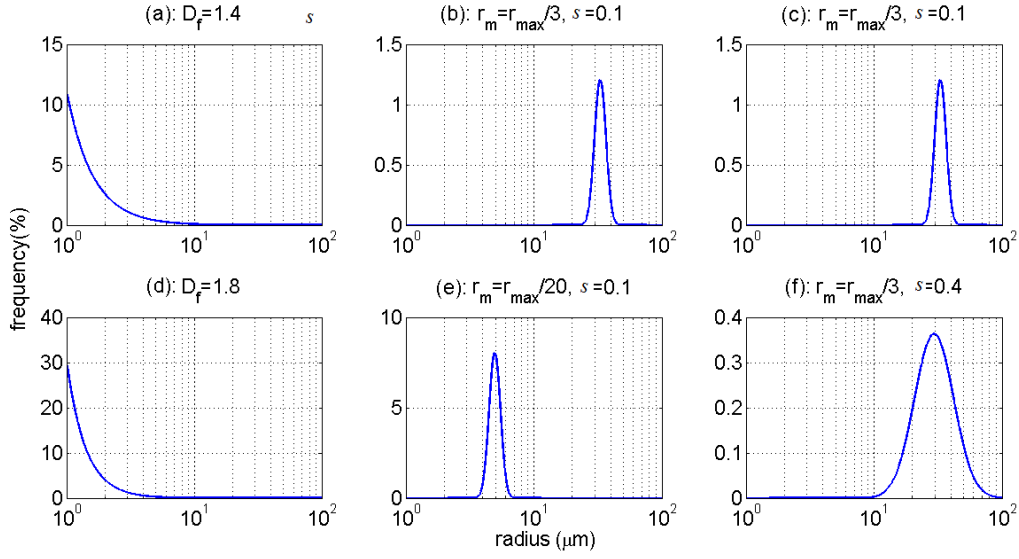 (a): D_f=1.4 s
(b): r_m=r_max/3, s=0.1
(c): r_m=r_max/3, s=0.1
15
10
5
0
10^0 10^1 10^2
1.5
1
0.5
0
10^0 10^1 10^2
1.5
1
0.5
0
10^0 10^1 10^2
frequency(%)
(d): D_f=1.8
(e): r_m=r_max/20, s=0.1
(f): r_m=r_max/3, s=0.4
40
30
20
10
0
10^0 10^1 10^2
10
5
0
10^0 10^1 10^2
0.4
0.3
0.2
0.1
0
10^0 10^1 10^2
radius (μm)